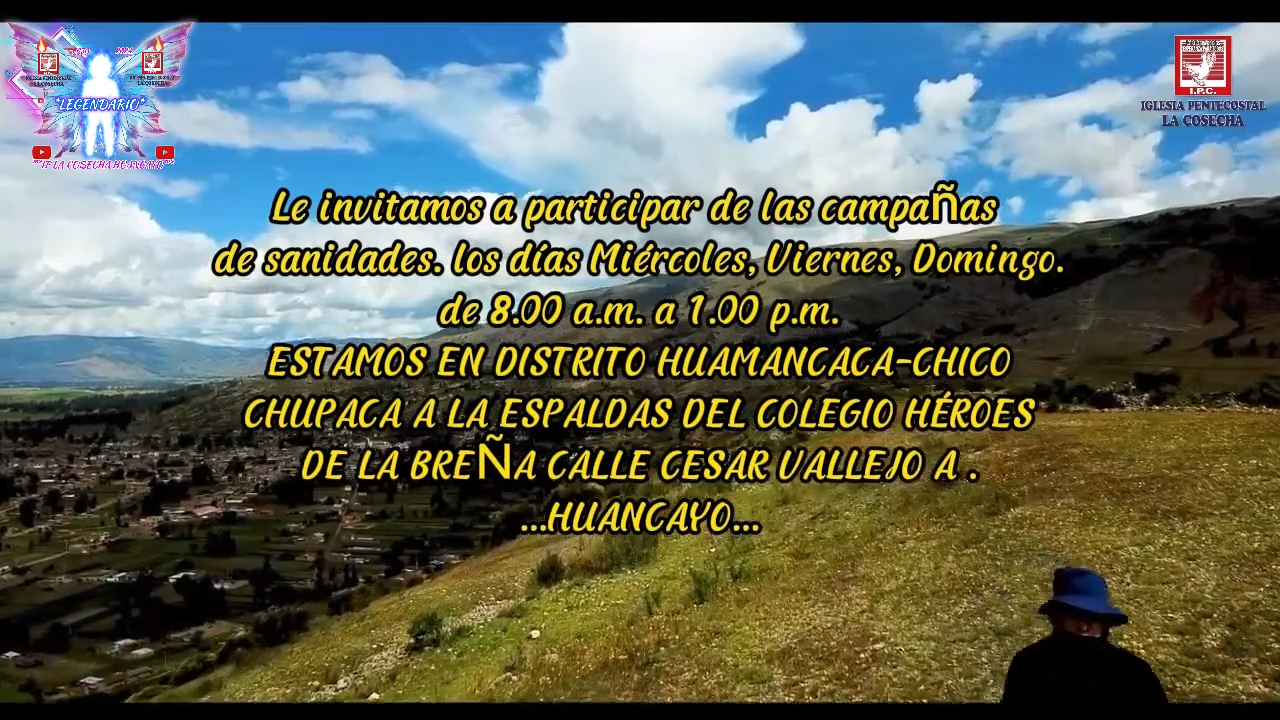 "LEGENDARIO"
I.P.C.
IGLESIA PENTECOSTAL
LA COSECHA
Le invitamos a participar de las campañas
de sanidades. los días Miércoles, Viernes, Domingo.
de 8.00 a.m. a 1.00 p.m.
ESTAMOS EN DISTRITO HUAMANCACA-CHICO
CHUPACA A LA ESPALDAS DEL COLEGIO HÉROES
DE LA BREÑA CALLE CESAR VALLEJO A .
...HUANCAYO...